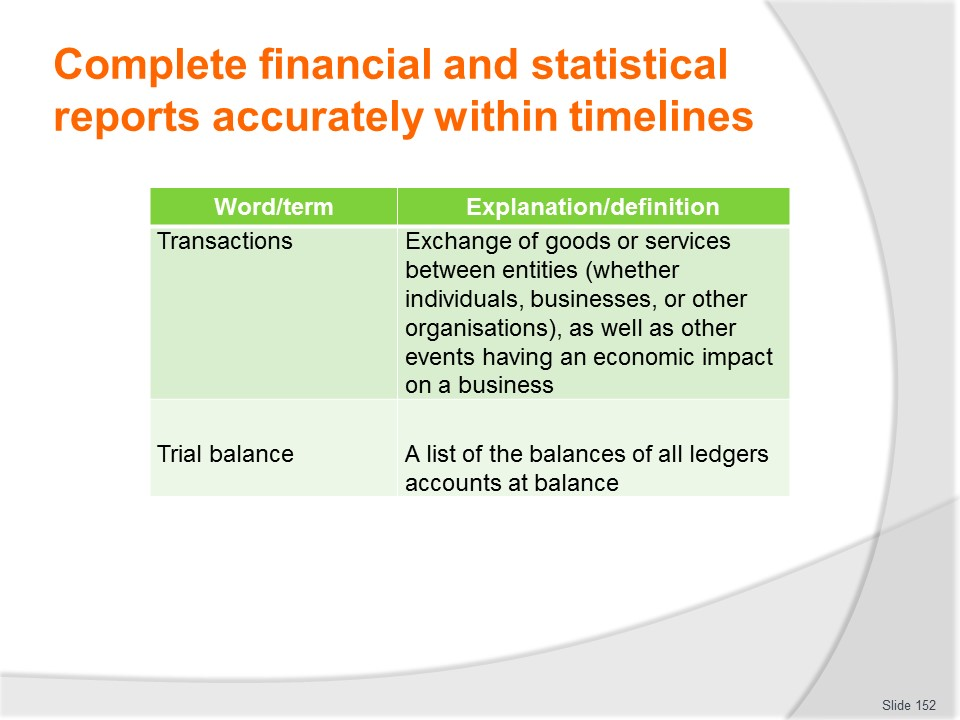 Complete financial and statistical
reports accurately within timelines
Word/term
Explanation/definition
Transactions
Exchange of goods or services
between entities (whether
individuals, businesses, or other
organisations), as well as other
events having an economic impact
on a business
Trial balance
A list of the balances of all ledgers
accounts at balance
Slide 152